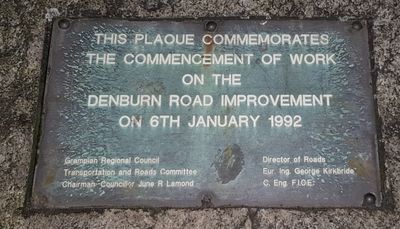 THIS PLAQUE COMMEMORATES
THE COMMENCEMENT OF WORK
ON THE
DENBURN ROAD IMPROVEMENT
ON 6TH JANUARY 1992
Grampian Regional Council
Transportation and Roads Committee
Chairman-Councillor June R Lamond
Director of Roads
Eur. Ing. George Kirkbride
C. Eng. F.I.O.E.